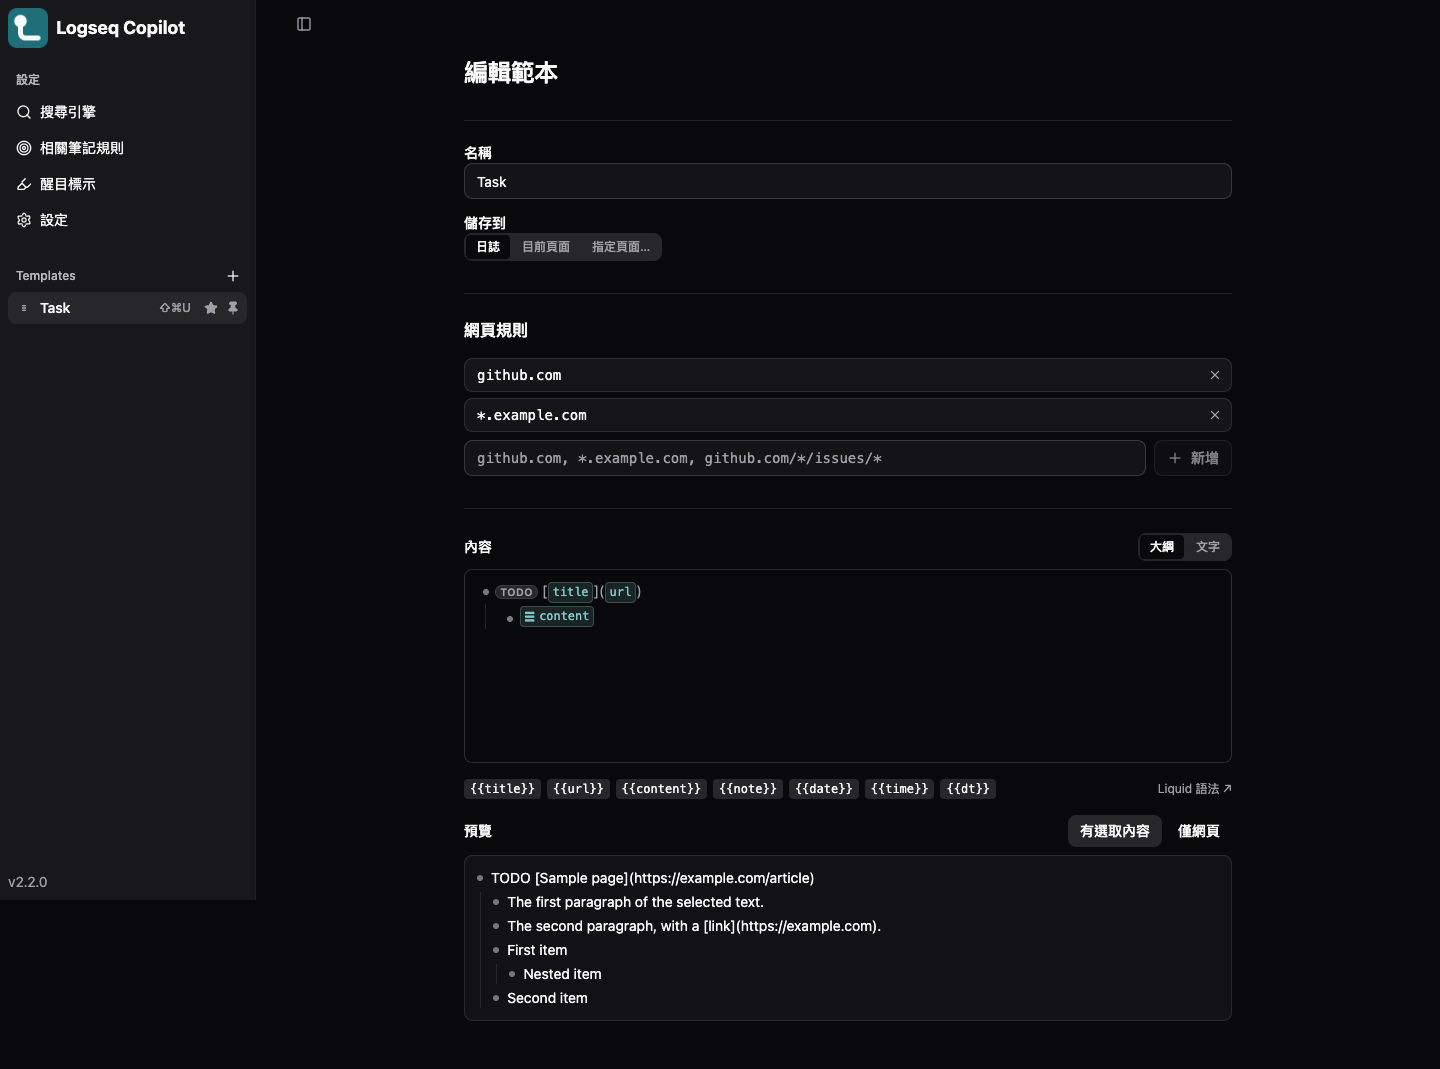 Logseq Copilot
設定
搜尋引擎
相關筆記規則
醒目標示
設定
Templates
Task ⇧⌘U
v2.2.0
編輯範本
名稱
Task
儲存到
日誌 目前頁面 指定頁面...
網頁規則
github.com
*.example.com
github.com, *.example.com, github.com/*/issues/*
新增
內容
大綱 文字
TODO [title](url)
content
{{title}} {{url}} {{content}} {{note}} {{date}} {{time}} {{dt}}
Liquid 語法
預覽
有選取內容 僅網頁
TODO [Sample page](https://example.com/article)
The first paragraph of the selected text.
The second paragraph, with a [link](https://example.com).
First item
Nested item
Second item